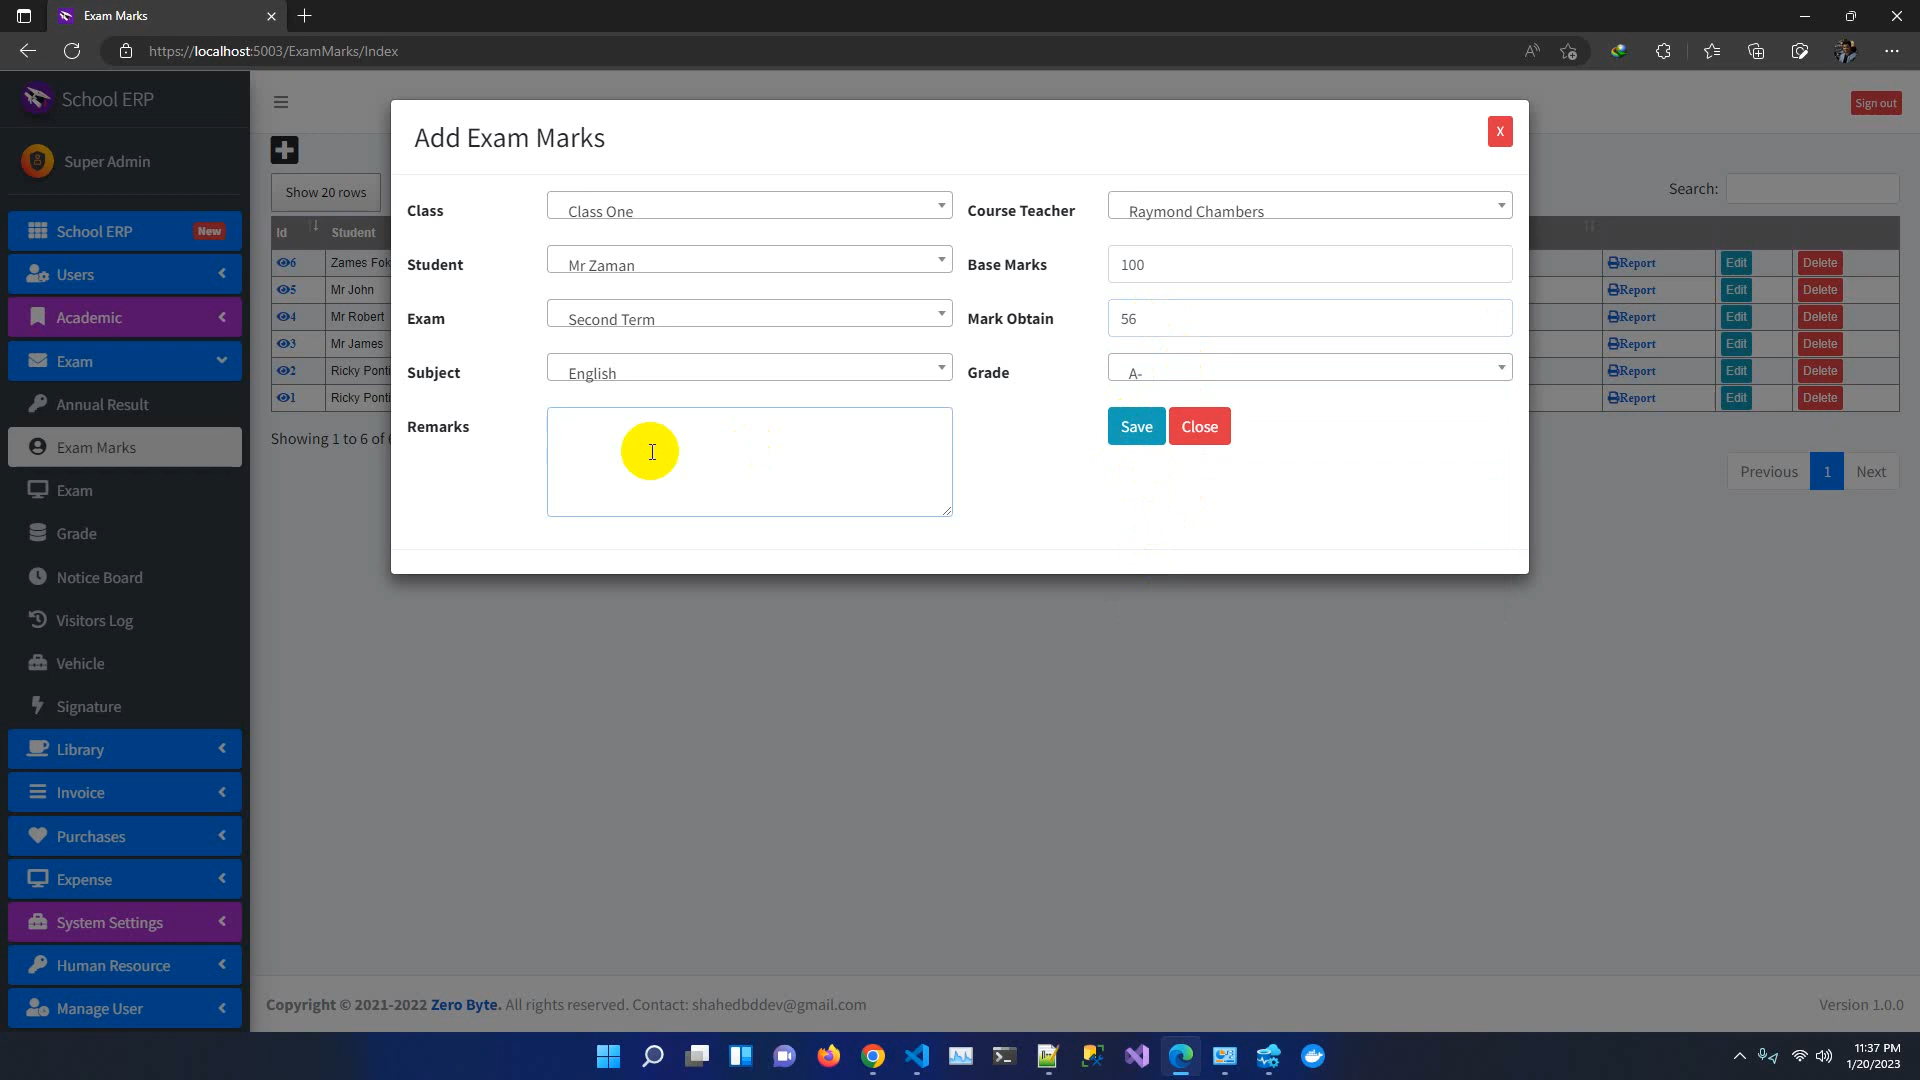 Exam Marks
https://localhost:5003/ExamMarks/Index
School ERP
Super Admin
School ERP New
Users
Academic
Exam
Annual Result
Exam Marks
Exam
Grade
Notice Board
Visitors Log
Vehicle
Signature
Library
Invoice
Purchases
Expense
System Settings
Human Resource
Manage User
Sign out
Show 20 rows
Search:
Id Student
6 Zames Fok Report Edit Delete
5 Mr John Report Edit Delete
4 Mr Robert Report Edit Delete
3 Mr James Report Edit Delete
2 Ricky Ponti Report Edit Delete
1 Ricky Ponti Report Edit Delete
Showing 1 to 6 of 6
Previous 1 Next
Add Exam Marks X
Class Class One Course Teacher Raymond Chambers
Student Mr Zaman Base Marks 100
Exam Second Term Mark Obtain 56
Subject English Grade A-
Remarks Save Close
Copyright © 2021-2022 Zero Byte. All rights reserved. Contact: shahedbddev@gmail.com
Version 1.0.0
11:37 PM
1/20/2023